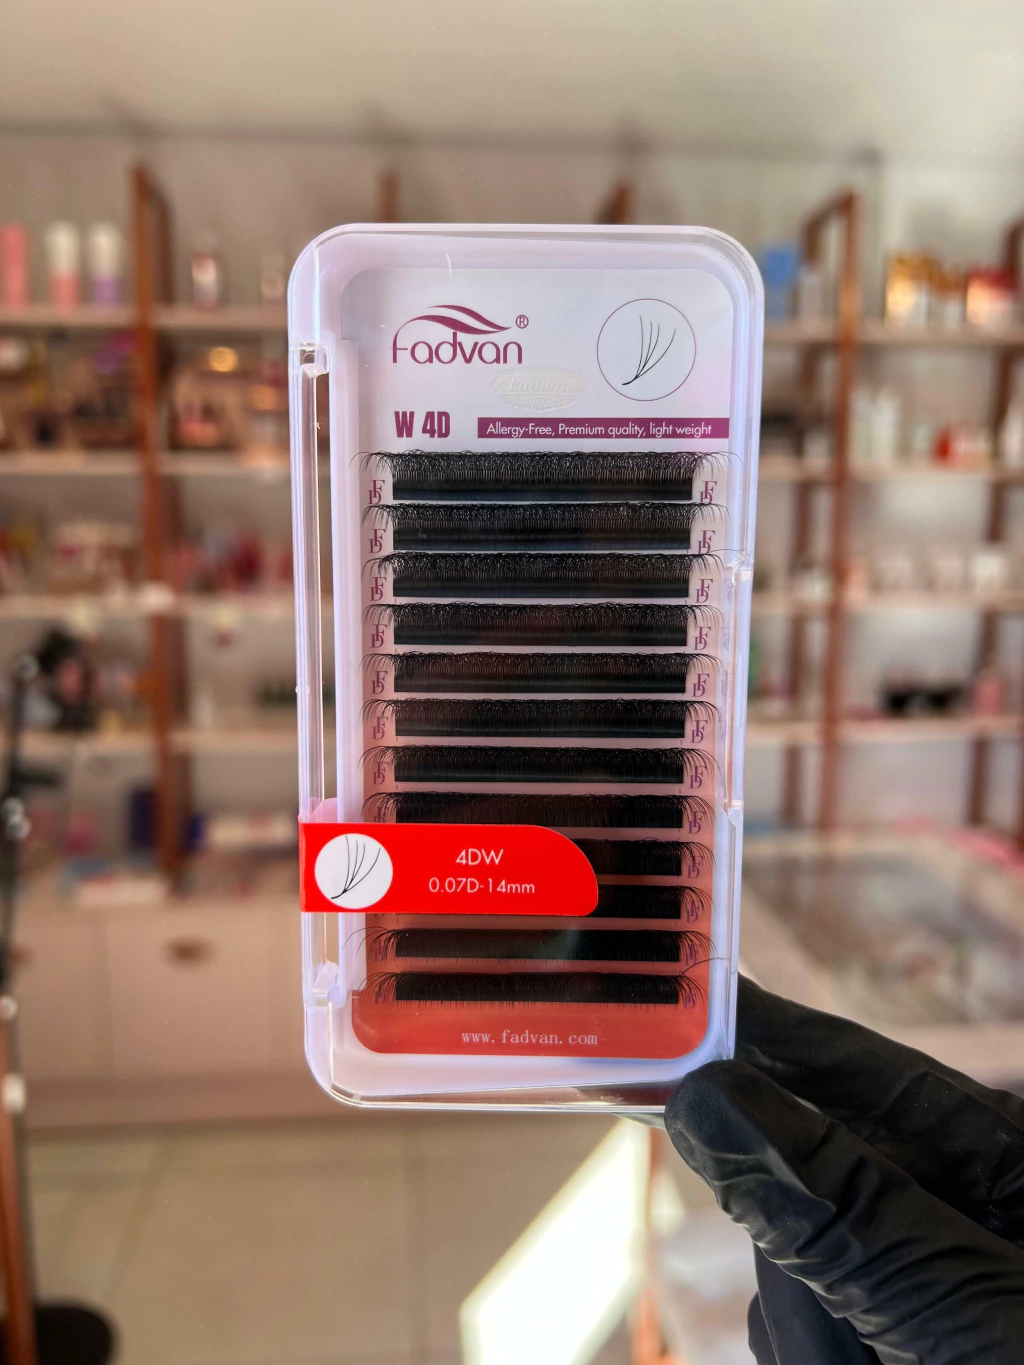 Fadvan®
W 4D
Allergy-Free, Premium quality, light weight
4DW
0.07D-14mm
www.fadvan.com